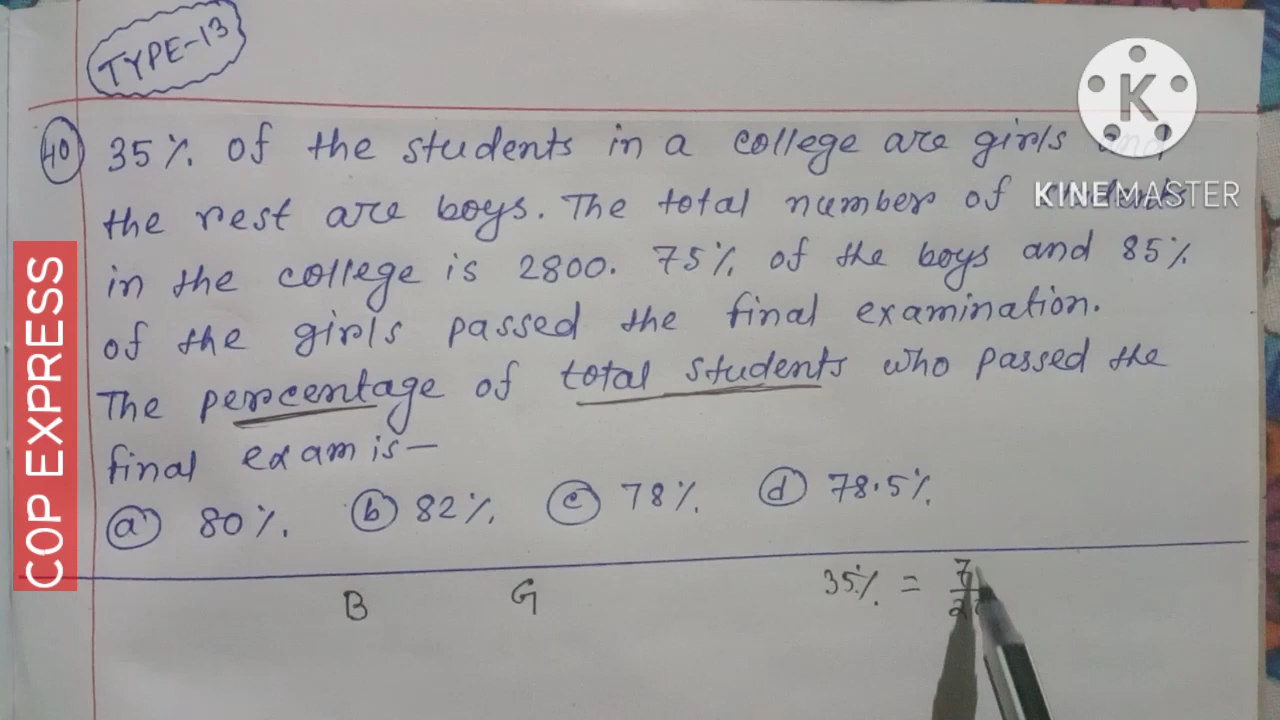 TYPE-13
40 35%. of the students in a college are girls and
the rest are boys. The total number of students
in the college is 2800. 75% of the boys and 85%
of the girls passed the final examination.
The percentage of total students who passed the
final exam is—
a 80%. b 82%. c 78%. d 78.5%.
B G 35% = 7
K
KINEMASTER
COP EXPRESS